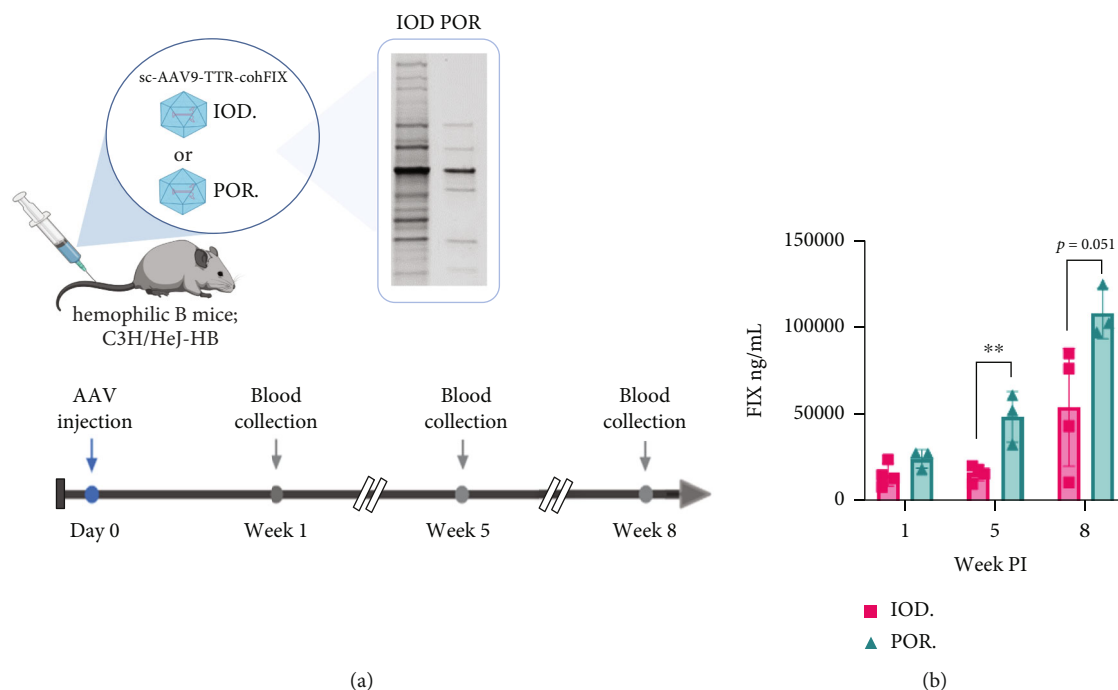 IOD POR
sc-AAV9-TTR-cohFIX
IOD.
or
POR.
hemophilic B mice;
C3H/HeJ-HB
AAV
injection
Blood
collection
Blood
collection
Blood
collection
Day 0
Week 1
Week 5
Week 8
(a)
FIX ng/mL
150000
100000
50000
0
**
p = 0.051
1
5
8
Week PI
IOD.
POR.
(b)